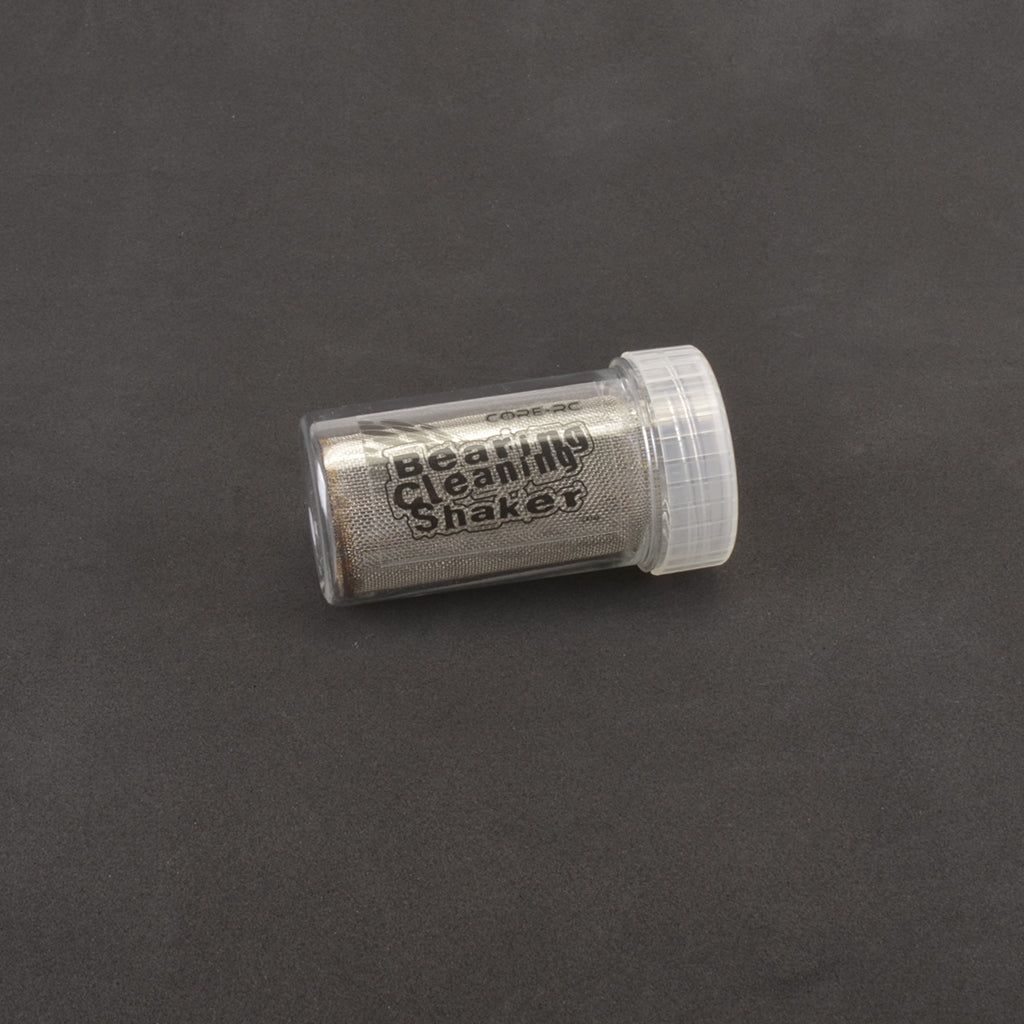 CORE-RC
Bearing
Cleaning
Shaker